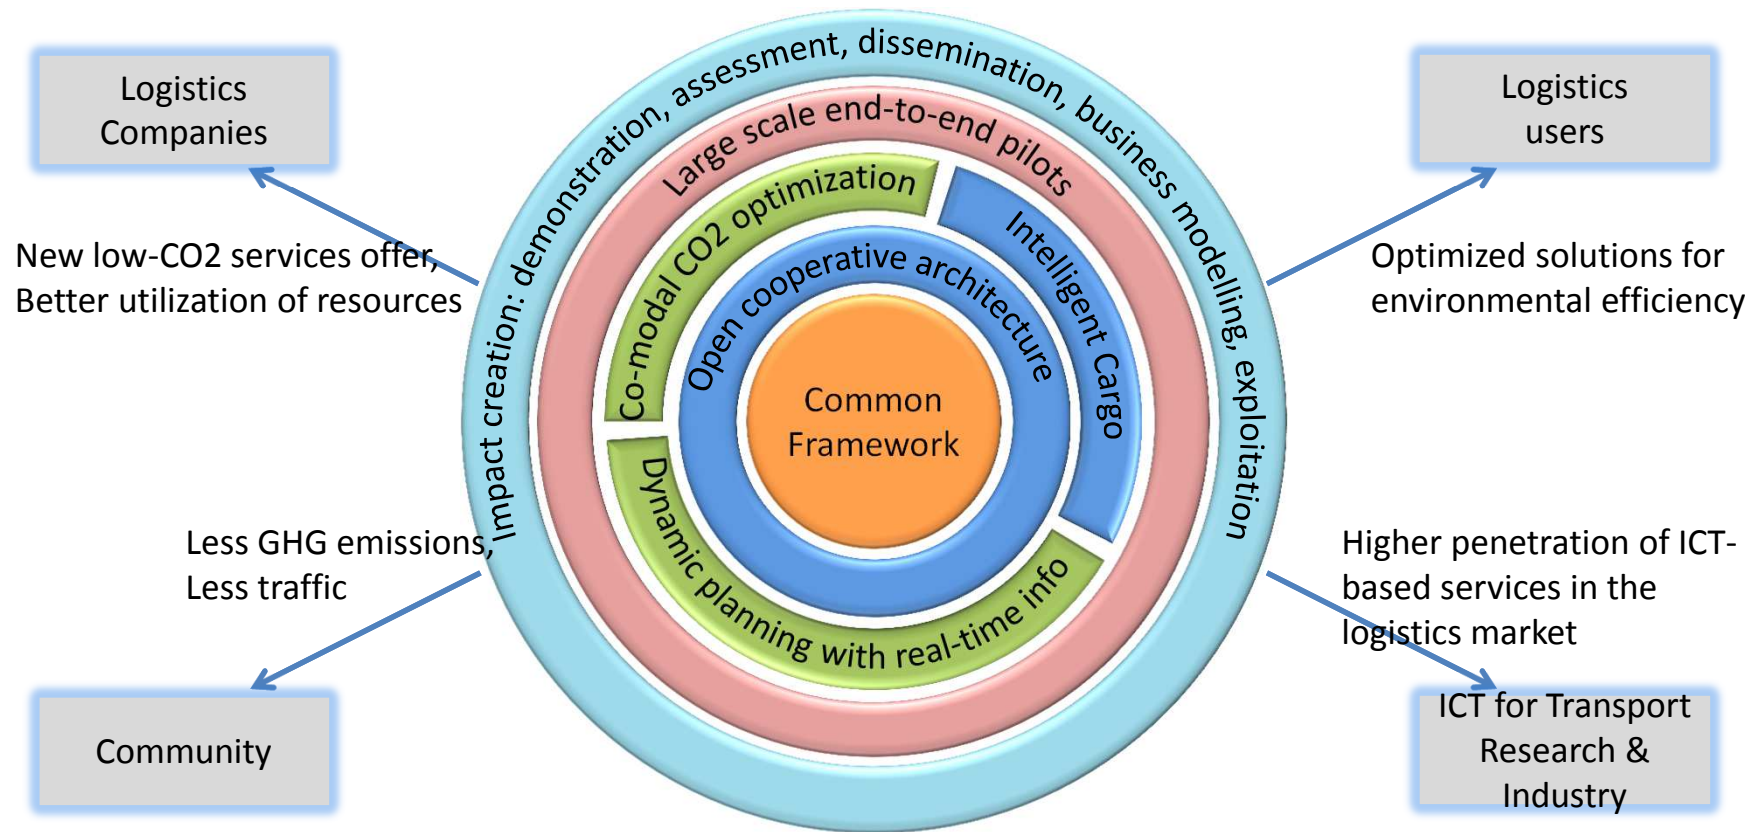 Logistics
Companies
Logistics
users
New low-CO2 services offer,
Better utilization of resources
Optimized solutions for
environmental efficiency
Impact creation: demonstration, assessment, dissemination, business modelling, exploitation
Large scale end-to-end pilots
Co-modal CO2 optimization
Intelligent Cargo
Open cooperative architecture
Common
Framework
Dynamic planning with real-time info
Less GHG emissions,
Less traffic
Higher penetration of ICT-
based services in the
logistics market
Community
ICT for Transport
Research &
Industry